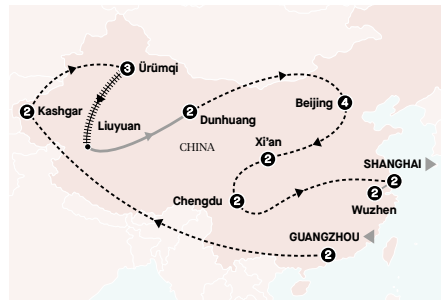 3 Ürümqi
2 Kashgar
Liuyuan
2
Dunhuang
Beijing 4
CHINA
Xi'an
2
SHANGHAI
2
Chengdu 2
2
Wuzhen
GUANGZHOU
2